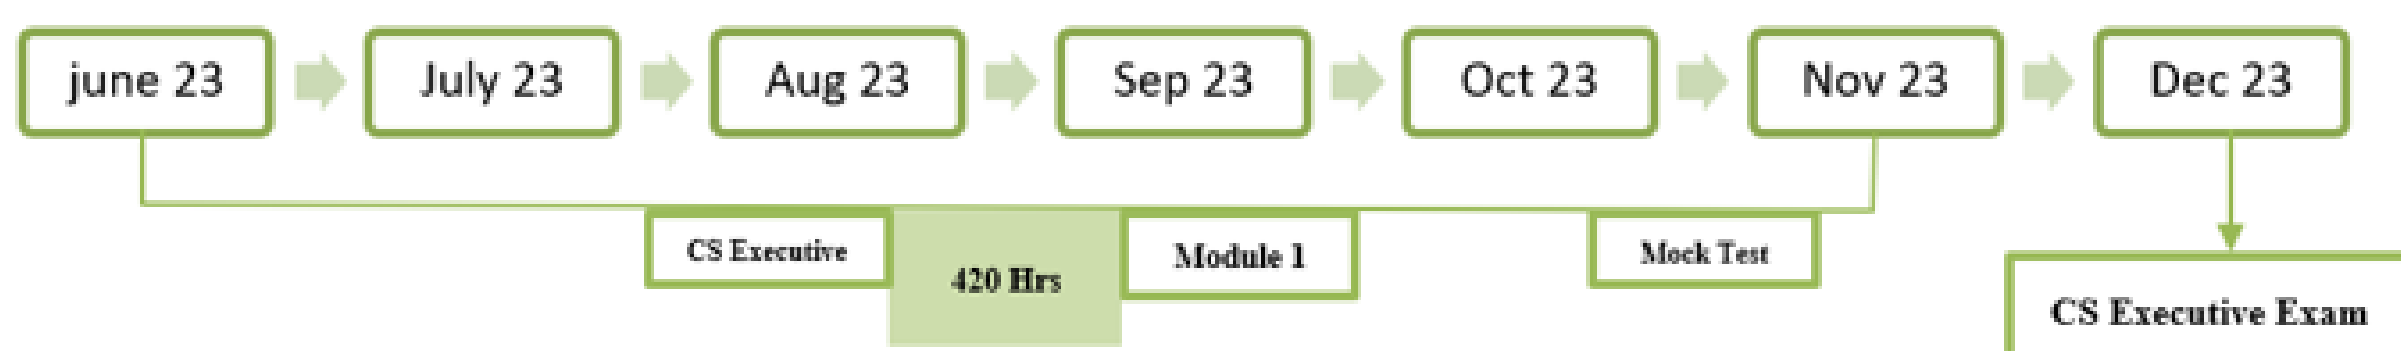 june 23
July 23
Aug 23
Sep 23
Oct 23
Nov 23
Dec 23
CS Executive
420 Hrs
Module 1
Mock Test
CS Executive Exam